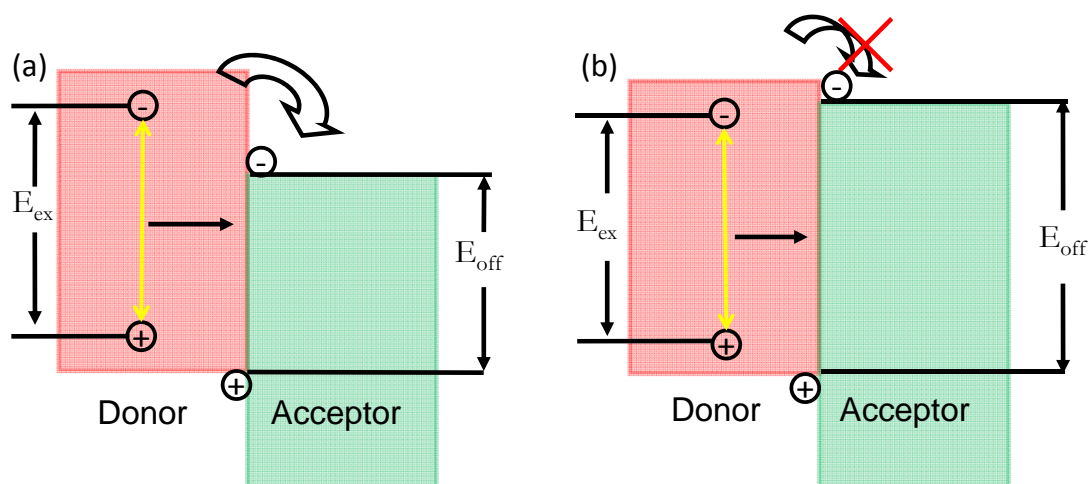 (a)
-
-
E_ex
E_off
+
+
Donor
Acceptor
(b)
-
-
E_ex
E_off
+
+
Donor
Acceptor